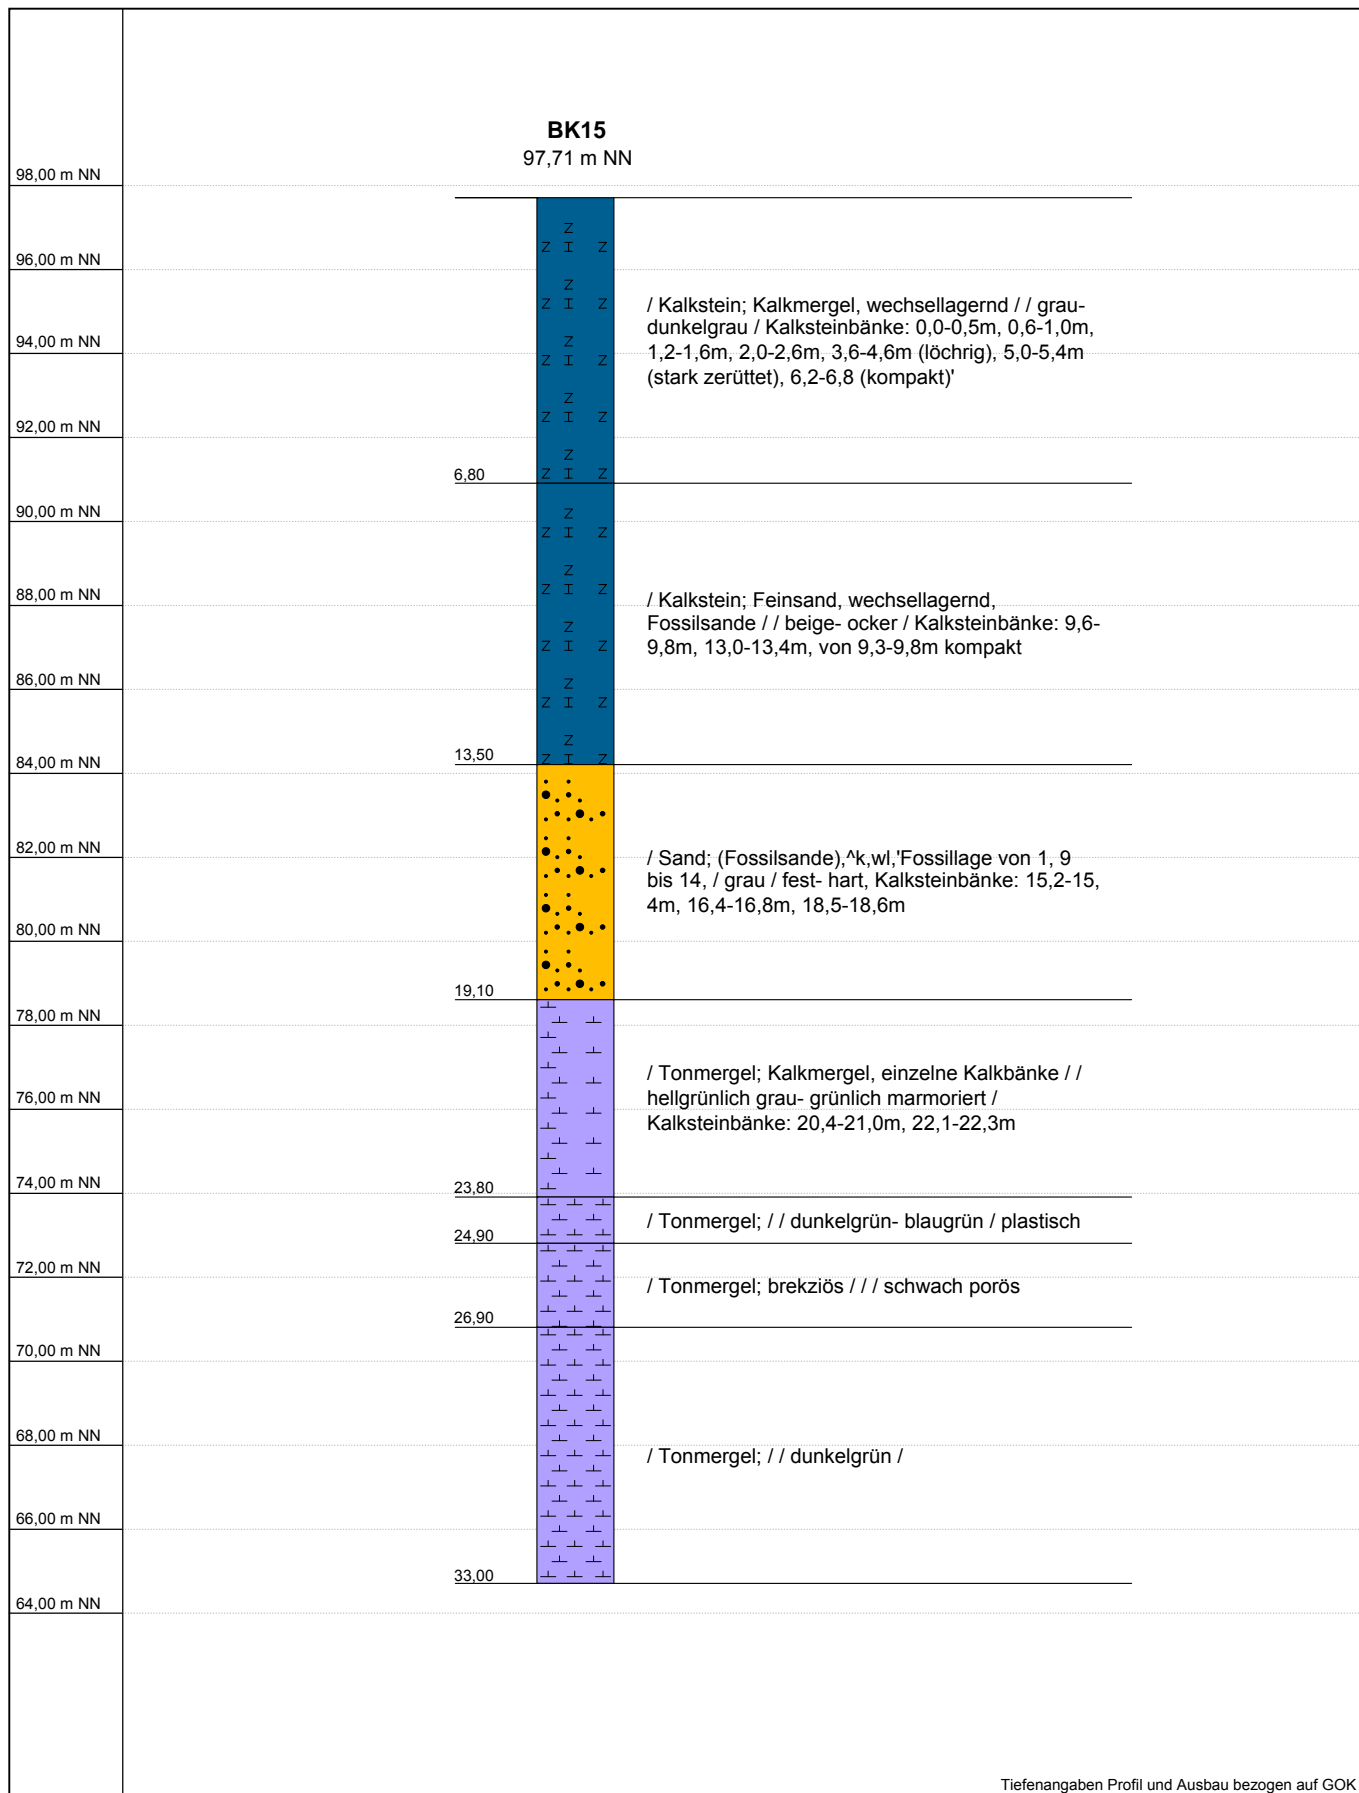 BK15
97,71 m NN
98,00 m NN
96,00 m NN
/ Kalkstein; Kalkmergel, wechsellagernd / / grau-
dunkelgrau / Kalksteinbänke: 0,0-0,5m, 0,6-1,0m,
94,00 m NN
1,2-1,6m, 2,0-2,6m, 3,6-4,6m (löchrig), 5,0-5,4m
(stark zerüttet), 6,2-6,8 (kompakt)'
92,00 m NN
6,80
90,00 m NN
88,00 m NN
/ Kalkstein; Feinsand, wechsellagernd,
Fossilsande / / beige- ocker / Kalksteinbänke: 9,6-
9,8m, 13,0-13,4m, von 9,3-9,8m kompakt
86,00 m NN
13,50
84,00 m NN
82,00 m NN
/ Sand; (Fossilsande),^k,wl,'Fossillage von 1, 9
bis 14, / grau / fest- hart, Kalksteinbänke: 15,2-15,
4m, 16,4-16,8m, 18,5-18,6m
80,00 m NN
19,10
78,00 m NN
/ Tonmergel; Kalkmergel, einzelne Kalkbänke / /
76,00 m NN
hellgrünlich grau- grünlich marmoriert /
Kalksteinbänke: 20,4-21,0m, 22,1-22,3m
74,00 m NN
23,80
/ Tonmergel; / / dunkelgrün- blaugrün / plastisch
24,90
72,00 m NN
/ Tonmergel; brekziös / / / schwach porös
26,90
70,00 m NN
68,00 m NN
/ Tonmergel; / / dunkelgrün /
66,00 m NN
33,00
64,00 m NN
Tiefenangaben Profil und Ausbau bezogen auf GOK